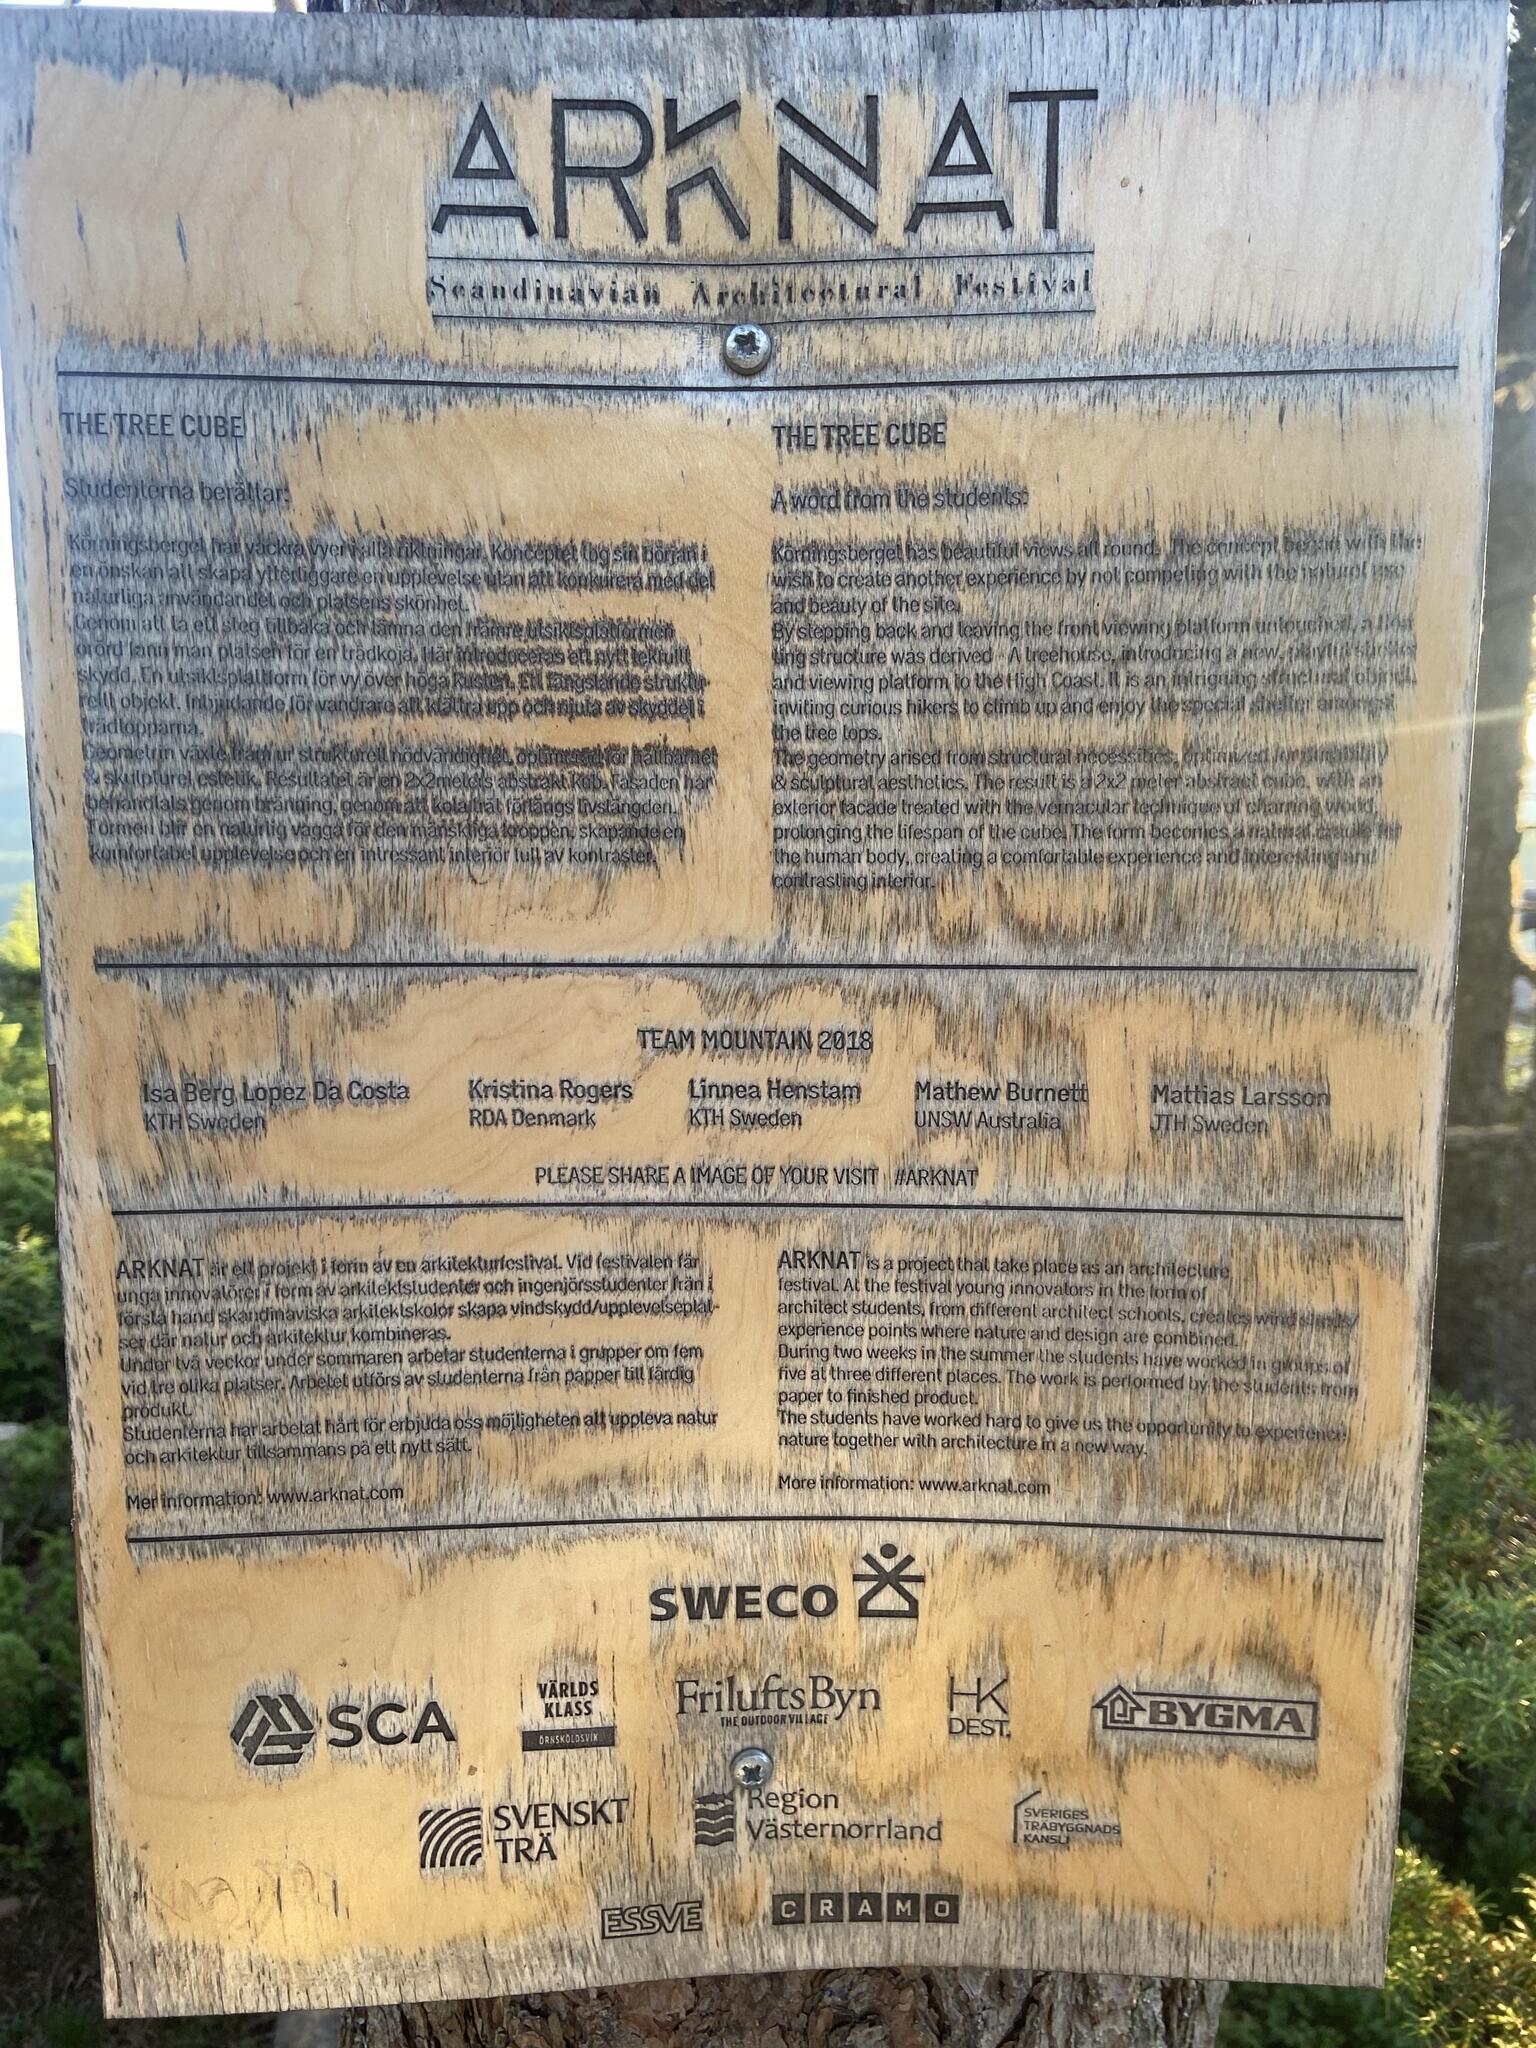 ARKNAT
Scandinavian Architectural Festival
THE TREE CUBE
Studenterna berättar:
Körningsberget har vackra vyer i alla riktningar. Konceptet tog sin början i
en önskan att skapa ytterliggare en upplevelse utan att konkurera med det
naturliga användandet och platsens skönhet.
Genom att ta ett steg tillbaka och lämna den främre utsiktsplatformen
orörd fann man platsen för en trädkoja. Här introduceras ett nytt lekfullt
skydd. En utsiktsplattform för vy över höga kusten. Ett fängslande struktur-
rellt objekt. Inbjudande för vandrare att klättra upp och njuta av skyddet i
trädtopparna.
Geometrin växte fram ur strukturell nödvändighet, optimerad för hållbarhet
& skulpturel estetik. Resultatet är en 2x2meters abstrakt kub. Fasaden har
behandlats genom bränning, genom att kola trä förlängs livslängden.
Formen blir en naturlig vagga för den mänskliga kroppen, skapande en
komfortabel upplevelse och en intressant interiör full av kontraster.
THE TREE CUBE
A word from the students:
Körningsberget has beautiful views all round. The concept began with the
wish to create another experience by not competing with the natural use
and beauty of the site.
By stepping back and leaving the front viewing platform untouched, a floa
ting structure was derived - A treehouse, introducing a new, playful shelter
and viewing platform to the High Coast. It is an intriguing structural object,
inviting curious hikers to climb up and enjoy the special shelter amongst
the tree tops.
The geometry arised from structural necessities, optimized for durability
& sculptural aesthetics. The result is a 2x2 meter abstract cube, with an
exterior facade treated with the vernacular technique of charring wood,
prolonging the lifespan of the cube. The form becomes a natural cradle for
the human body, creating a comfortable experience and interesting and
contrasting interior.
TEAM MOUNTAIN 2018
Isa Berg Lopez Da Costa Kristina Rogers Linnea Henstam Mathew Burnett Mattias Larsson
KTH Sweden RDA Denmark KTH Sweden UNSW Australia JTH Sweden
PLEASE SHARE A IMAGE OF YOUR VISIT #ARKNAT
ARKNAT är ett projekt i form av en arkitekturfestival. Vid festivalen får
unga innovatörer i form av arkitektstudenter och ingenjörsstudenter från i
första hand skandinaviska arkitektskolor skapa vindskydd/upplevelseplat-
ser där natur och arkitektur kombineras.
Under två veckor under sommaren arbetar studenterna i grupper om fem
vid tre olika platser. Arbetet utförs av studenterna från papper till färdig
produkt.
Studenterna har arbetat hårt för erbjuda oss möjligheten att uppleva natur
och arkitektur tillsammans på ett nytt sätt.
Mer information: www.arknat.com
ARKNAT is a project that take place as an architecture
festival. At the festival young innovators in the form of
architect students, from different architect schools, creates wind sheds/
experience points where nature and design are combined.
During two weeks in the summer the students have worked in groups of
five at three different places. The work is performed by the students from
paper to finished product.
The students have worked hard to give us the opportunity to experience
nature together with architecture in a new way.
More information: www.arknat.com
SWECO
SCA
VÄRLDS
KLASS
ÖRNSKÖLDSVIK
FriluftsByn
THE OUTDOOR VILLAGE
HK
DEST.
BYGMA
SVENSKT
TRÄ
Region
Västernorrland
SVERIGES
TRÄBYGGNADS
KANSLI
ESSVE
CRAMO